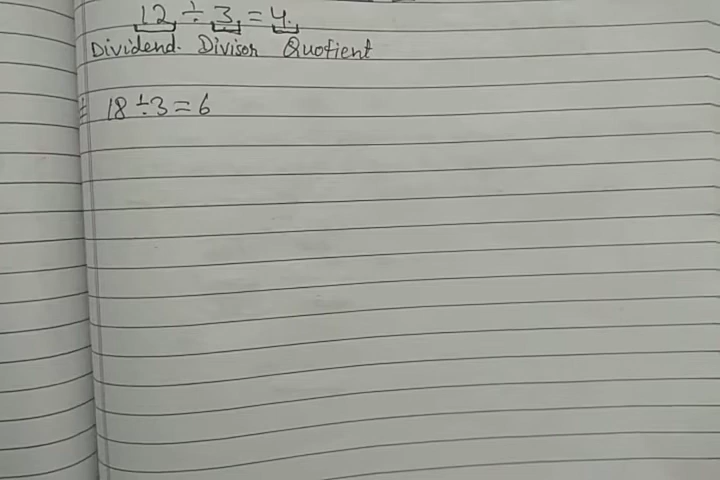 12 ÷ 3 = 4.
Dividend. Divisor Quotient
18 ÷ 3 = 6